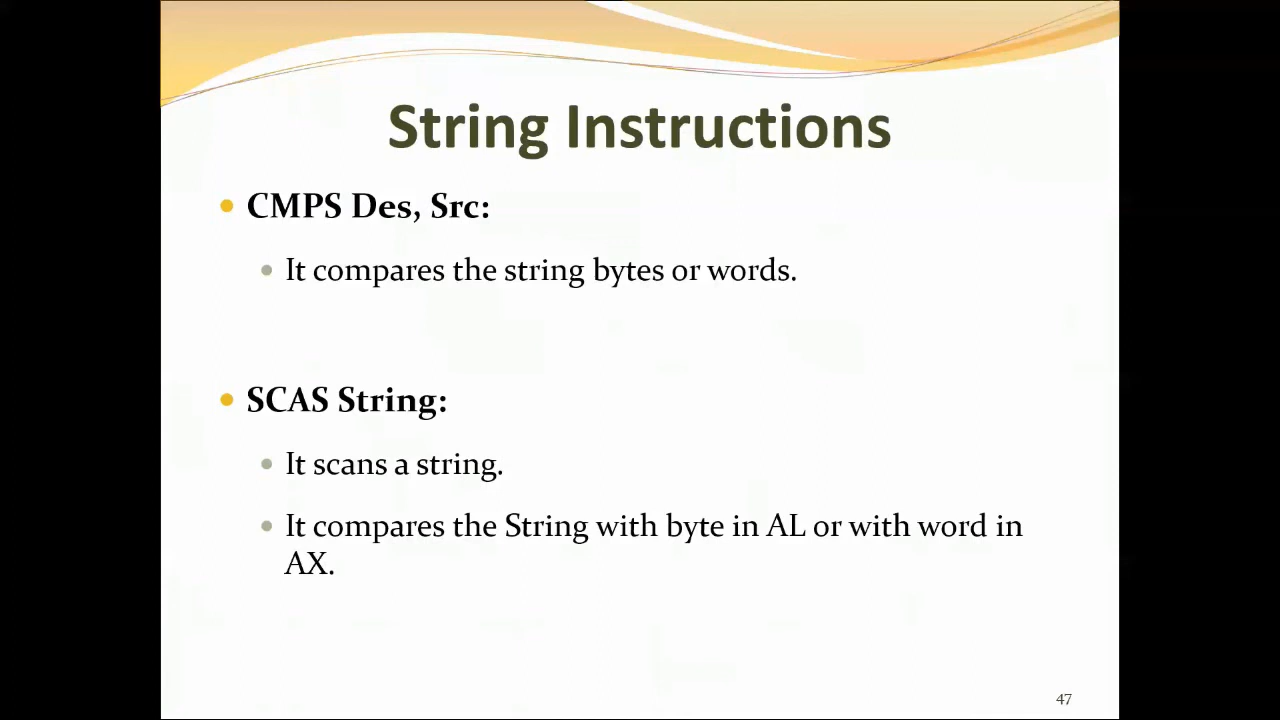 String Instructions
CMPS Des, Src:
It compares the string bytes or words.
SCAS String:
It scans a string.
It compares the String with byte in AL or with word in
AX.
47